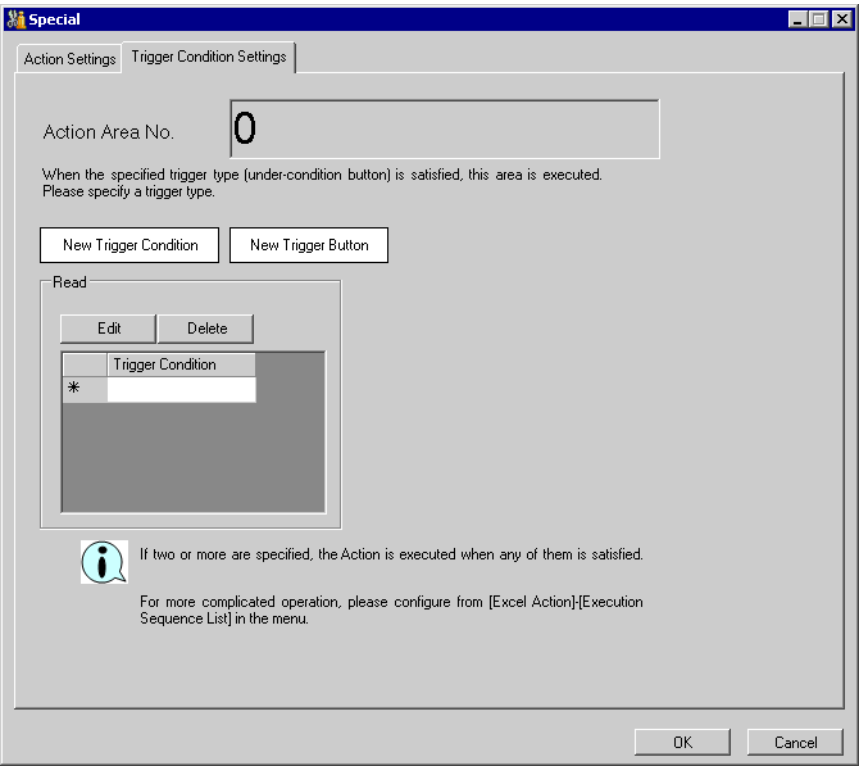 Special
Action Settings
Trigger Condition Settings
Action Area No.
0
When the specified trigger type (under-condition button) is satisfied, this area is executed.
Please specify a trigger type.
New Trigger Condition
New Trigger Button
Read
Edit
Delete
Trigger Condition
If two or more are specified, the Action is executed when any of them is satisfied.
For more complicated operation, please configure from [Excel Action]-[Execution
Sequence List] in the menu.
OK
Cancel